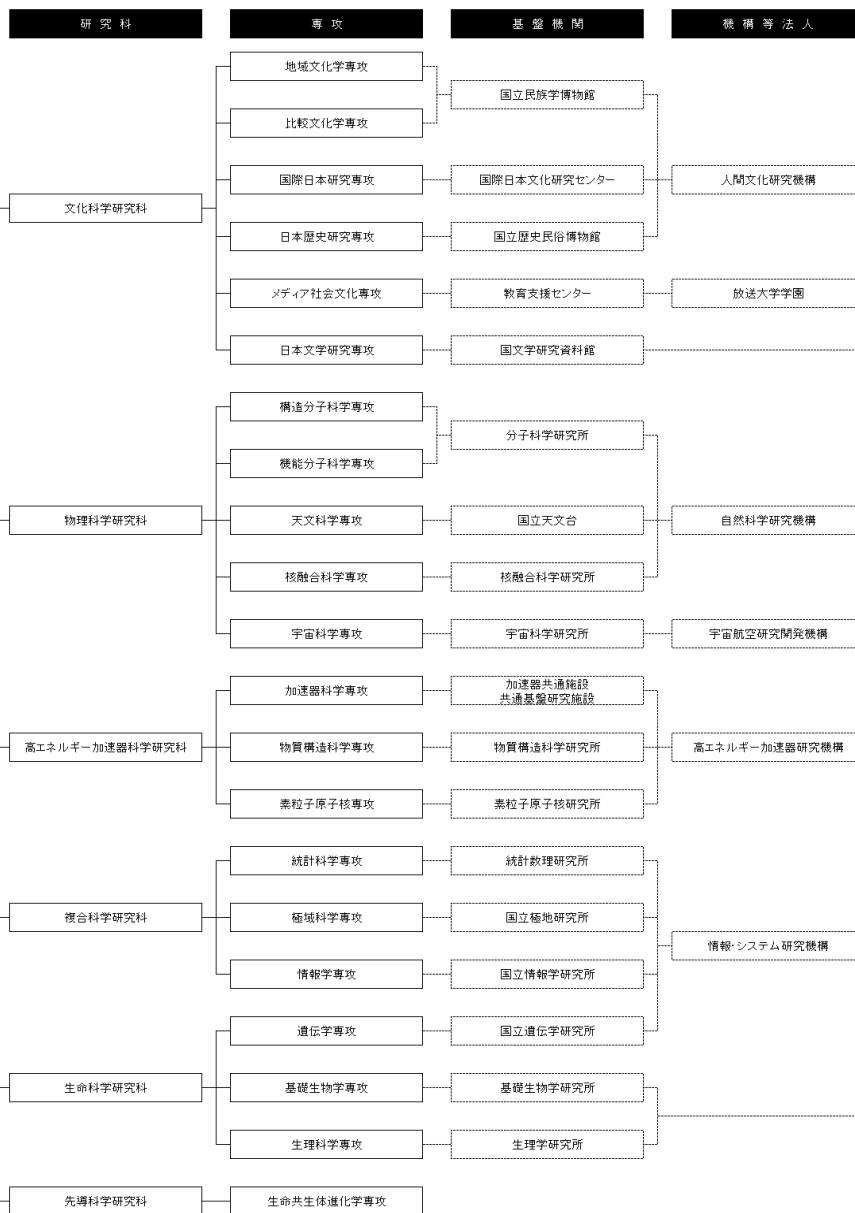 研究科
専攻
基盤機関
機構等法人
文化科学研究科
地域文化学専攻
比較文化学専攻
国際日本研究専攻
日本歴史研究専攻
メディア社会文化専攻
日本文学研究専攻
国立民族学博物館
国際日本文化研究センター
国立歴史民俗博物館
教育支援センター
国文学研究資料館
人間文化研究機構
放送大学学園
物理科学研究科
構造分子科学専攻
機能分子科学専攻
天文科学専攻
核融合科学専攻
宇宙科学専攻
分子科学研究所
国立天文台
核融合科学研究所
宇宙科学研究所
自然科学研究機構
宇宙航空研究開発機構
高エネルギー加速器科学研究科
加速器科学専攻
物質構造科学専攻
素粒子原子核専攻
加速器共通施設
共通基盤研究施設
物質構造科学研究所
素粒子原子核研究所
高エネルギー加速器研究機構
複合科学研究科
統計科学専攻
極域科学専攻
情報学専攻
統計数理研究所
国立極地研究所
国立情報学研究所
情報・システム研究機構
生命科学研究科
遺伝学専攻
基礎生物学専攻
生理科学専攻
国立遺伝学研究所
基礎生物学研究所
生理学研究所
先導科学研究科
生命共生体進化学専攻